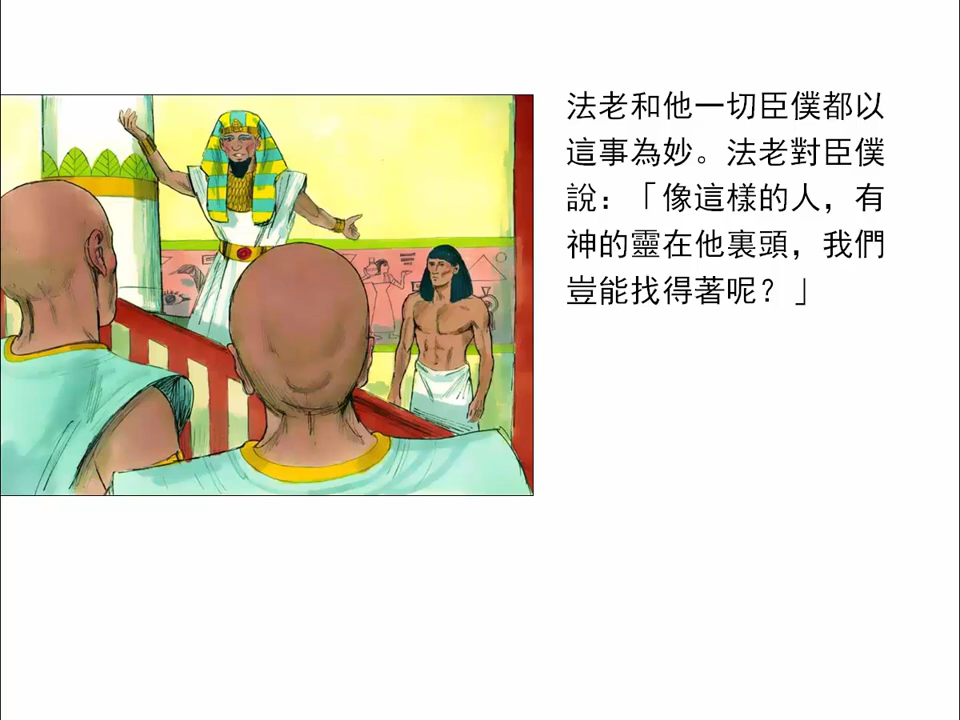 法老和他一切臣僕都以
這事為妙。法老對臣僕
說：「像這樣的人，有
神的靈在他裏頭，我們
豈能找得著呢？」